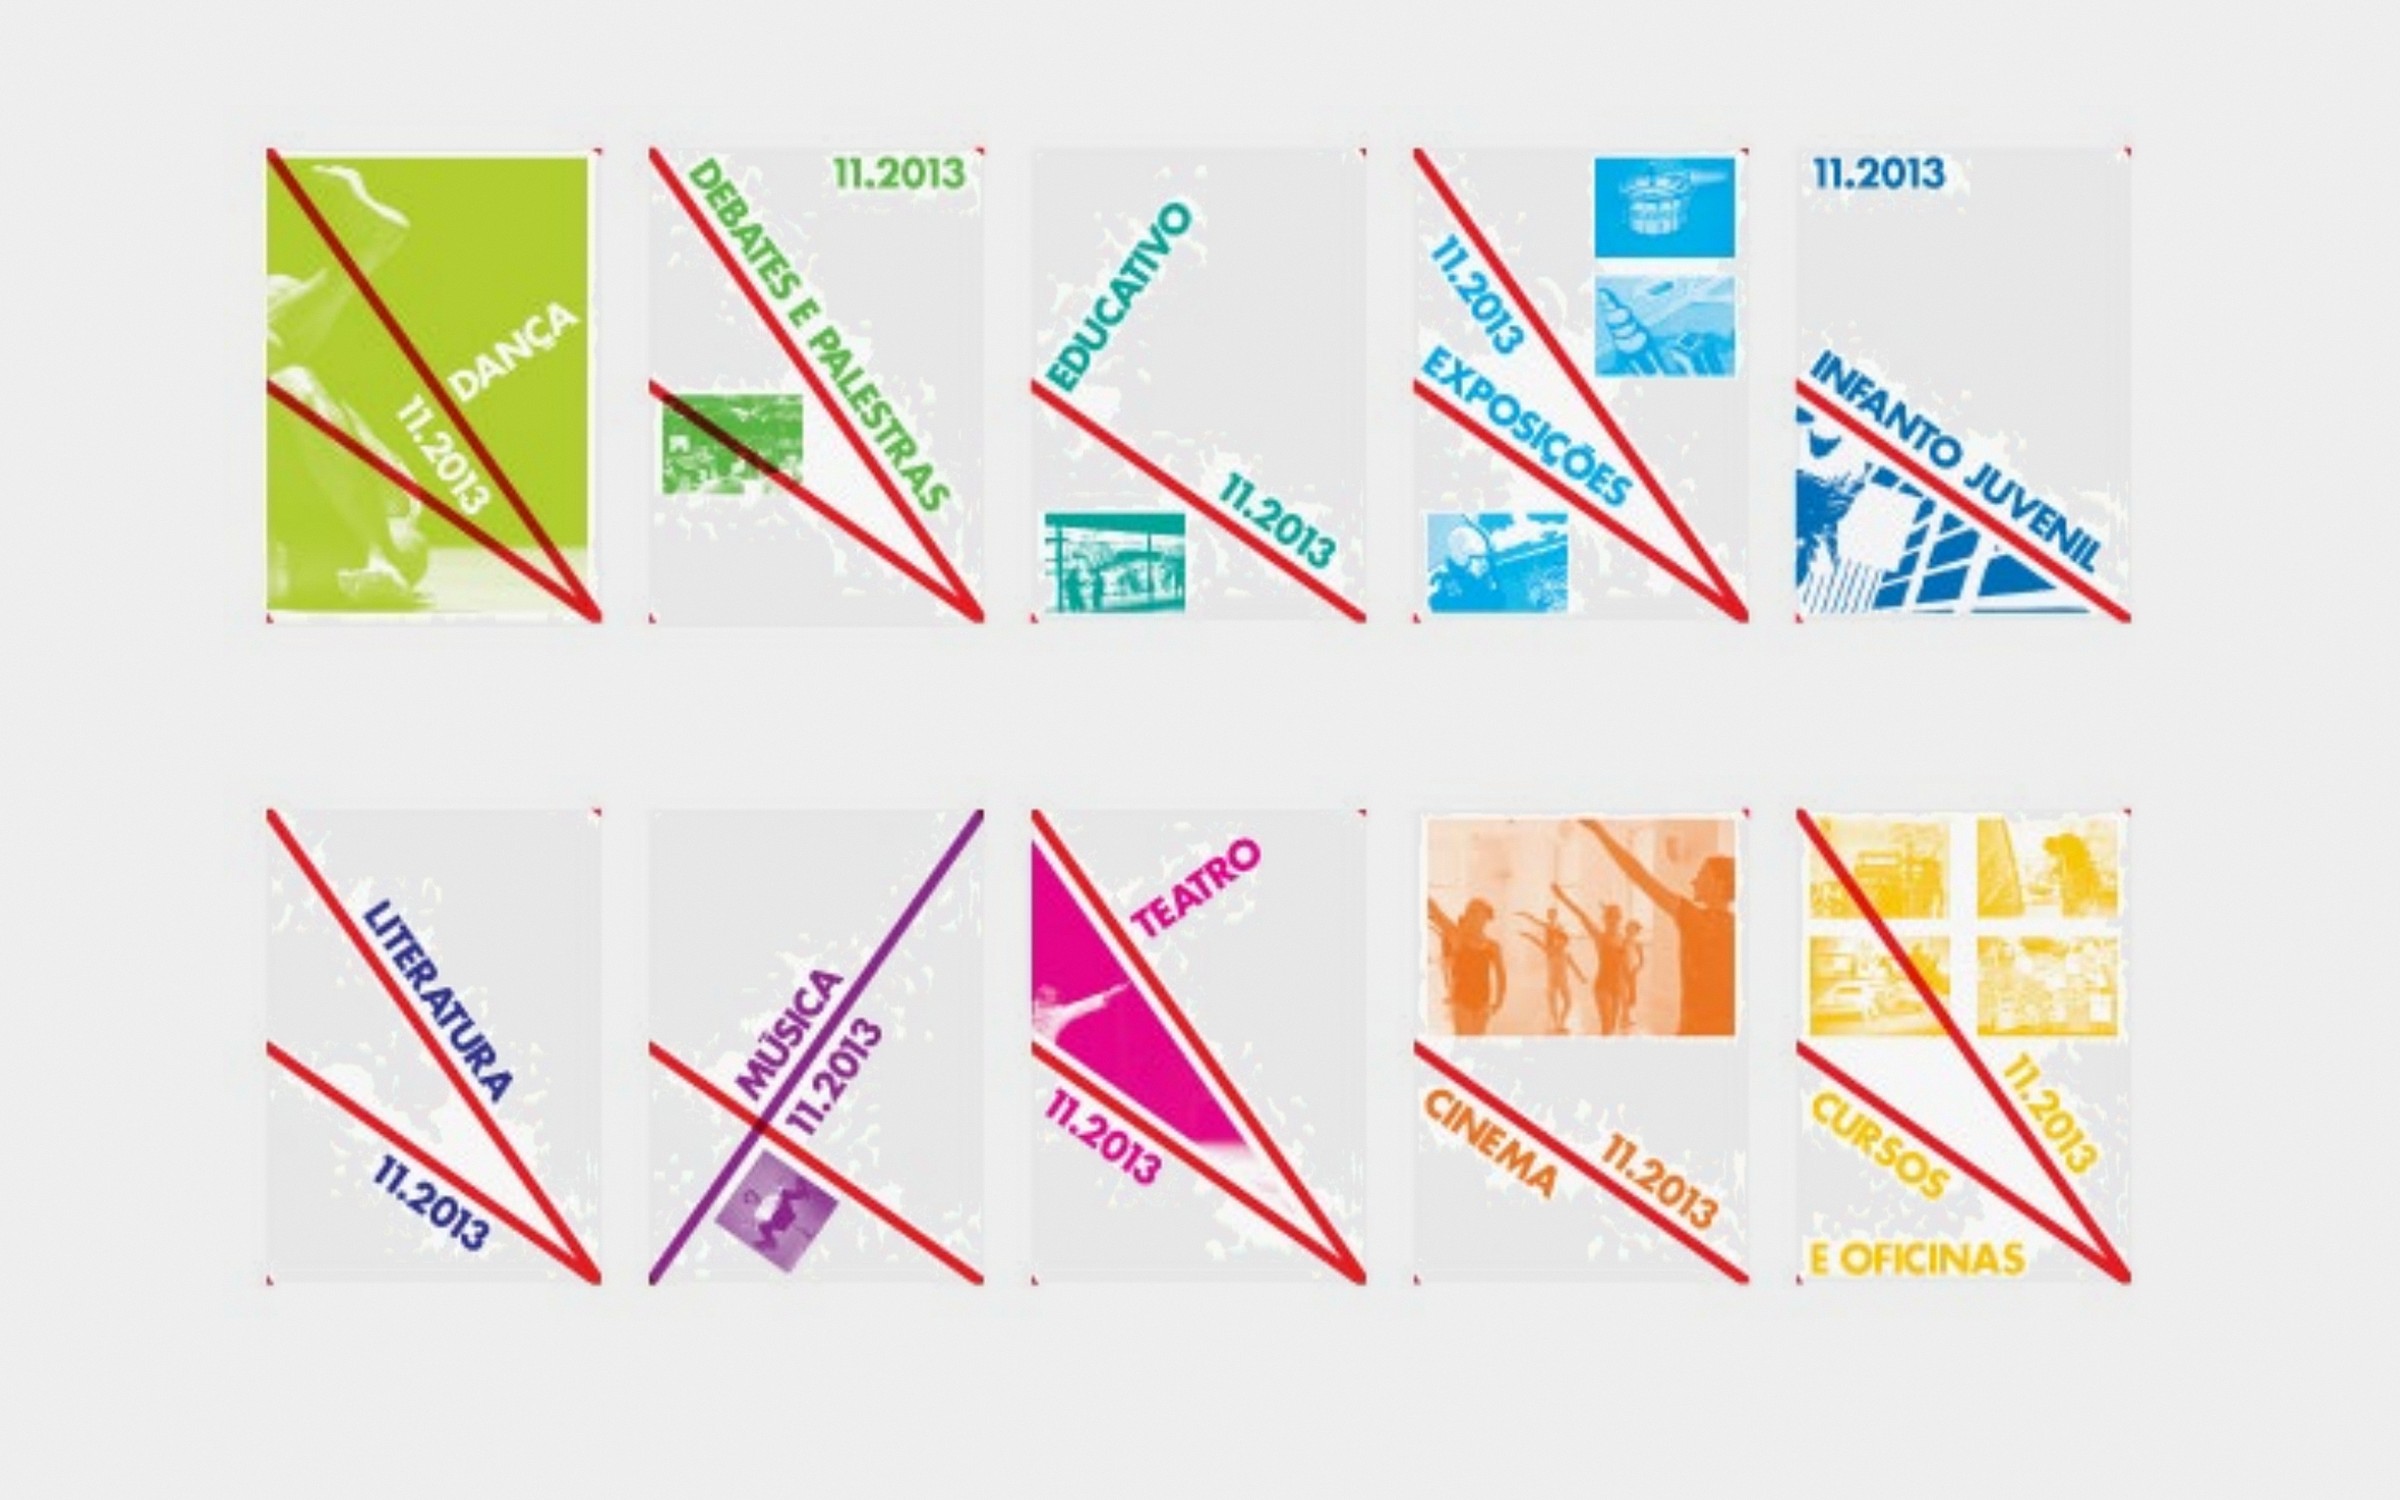 DANÇA
11.2013
DEBATES E PALESTRAS
11.2013
EDUCATIVO
11.2013
11.2013
EXPOSIÇÕES
11.2013
INFANTO JUVENIL
LITERATURA
11.2013
MÚSICA
11.2013
TEATRO
11.2013
CINEMA
11.2013
11.2013
CURSOS
E OFICINAS